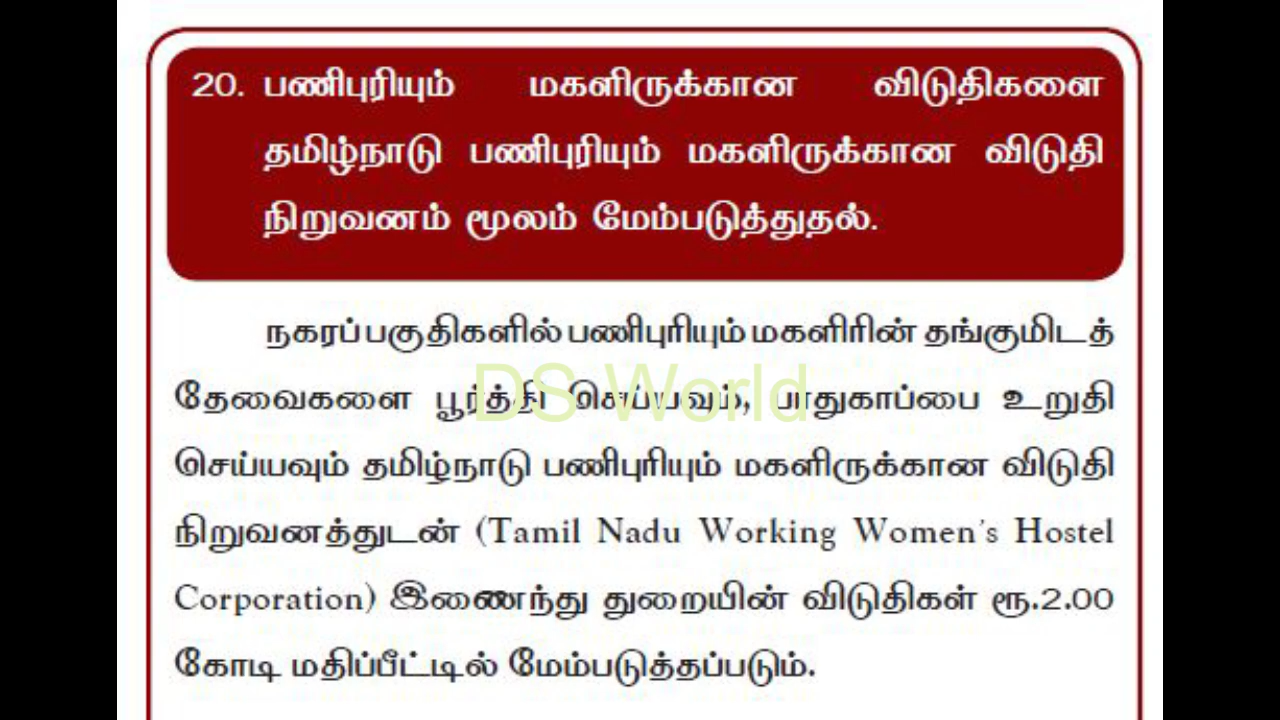 20. பணிபுரியும் மகளிருக்கான விடுதிகளை
தமிழ்நாடு பணிபுரியும் மகளிருக்கான விடுதி
நிறுவனம் மூலம் மேம்படுத்துதல்.
நகரப்பகுதிகளில் பணிபுரியும் மகளிரின் தங்குமிடத்
தேவைகளை பூர்த்தி செய்யவும், பாதுகாப்பை உறுதி
DS World
செய்யவும் தமிழ்நாடு பணிபுரியும் மகளிருக்கான விடுதி
நிறுவனத்துடன் (Tamil Nadu Working Women's Hostel
Corporation) இணைந்து துறையின் விடுதிகள் ரூ.2.00
கோடி மதிப்பீட்டில் மேம்படுத்தப்படும்.